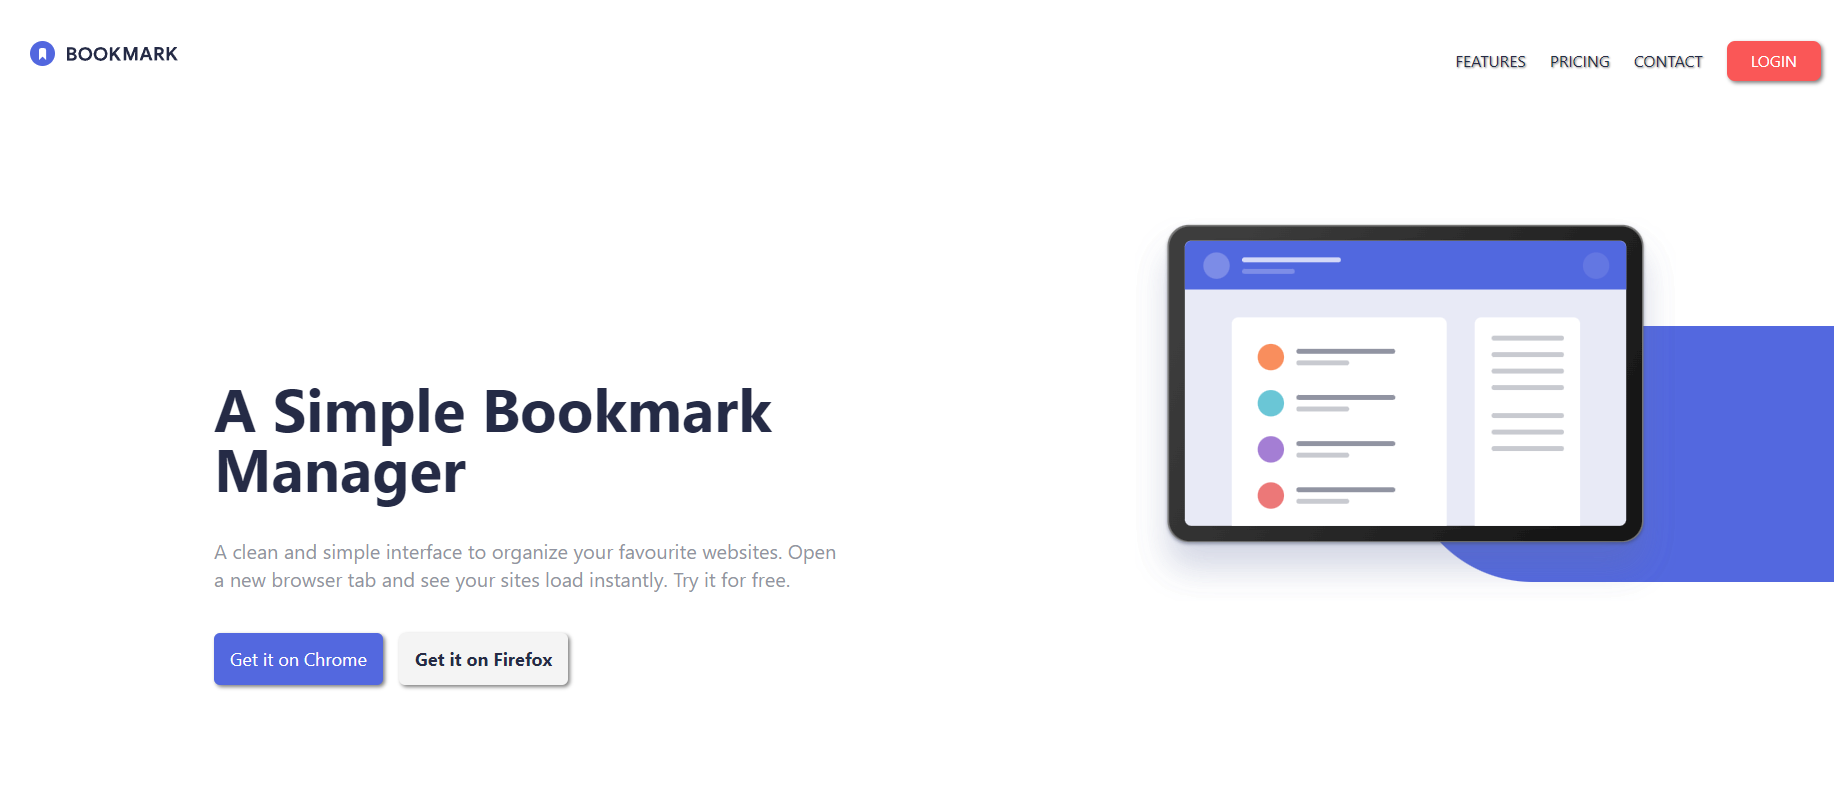 BOOKMARK
FEATURES PRICING CONTACT LOGIN
A Simple Bookmark
Manager
A clean and simple interface to organize your favourite websites. Open
a new browser tab and see your sites load instantly. Try it for free.
Get it on Chrome Get it on Firefox